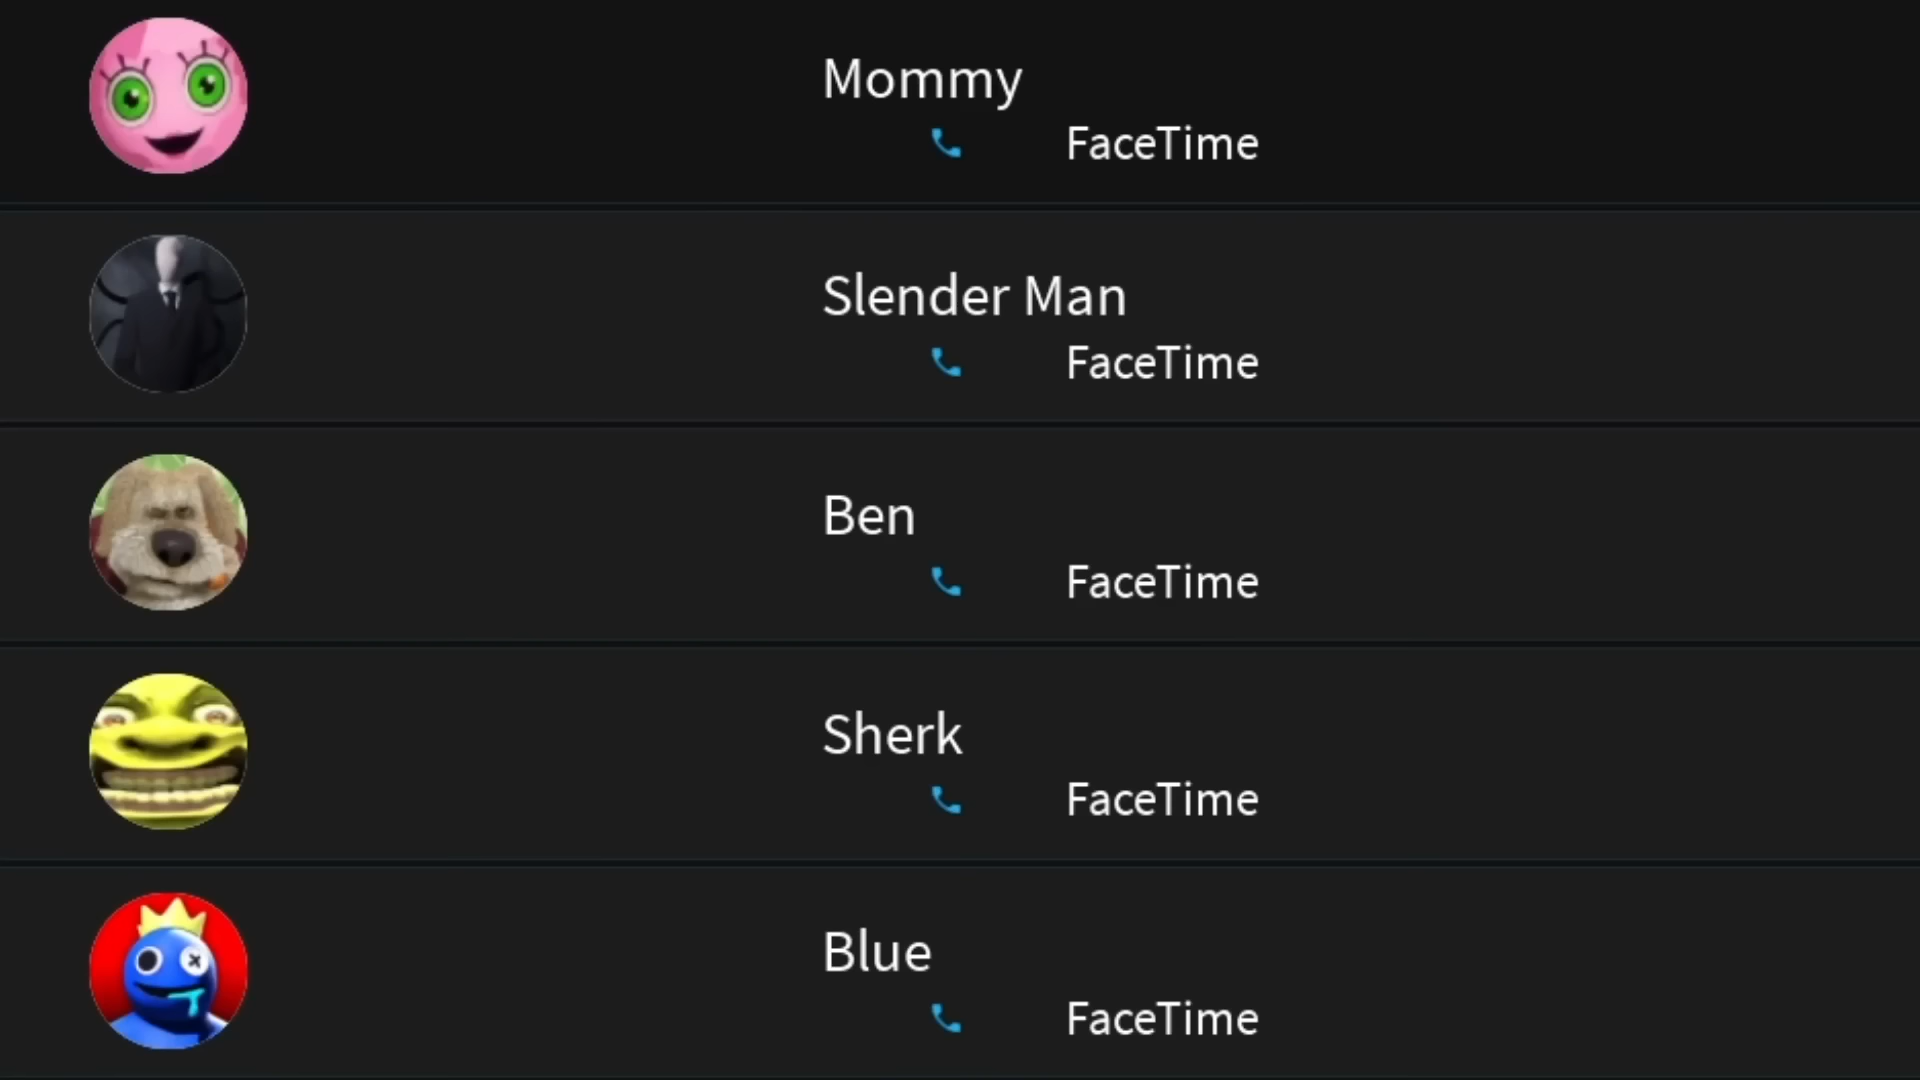 Mommy
FaceTime
Slender Man
FaceTime
Ben
FaceTime
Sherk
FaceTime
Blue
FaceTime